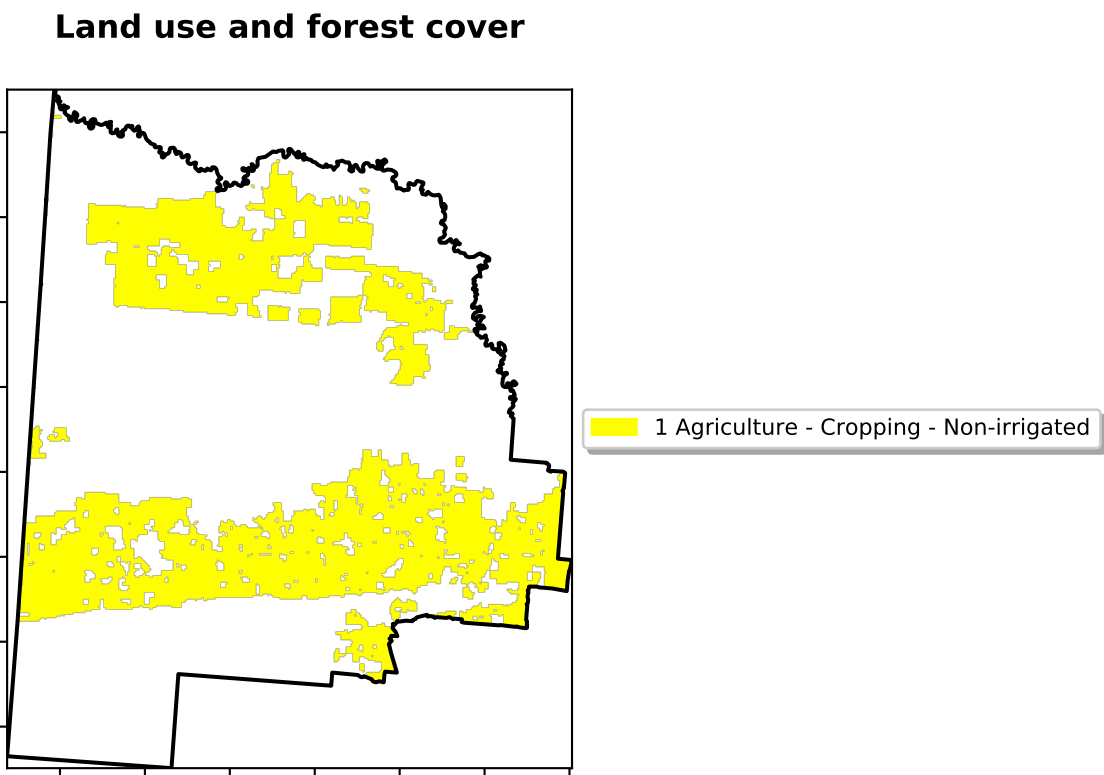 Land use and forest cover
1 Agriculture - Cropping - Non-irrigated